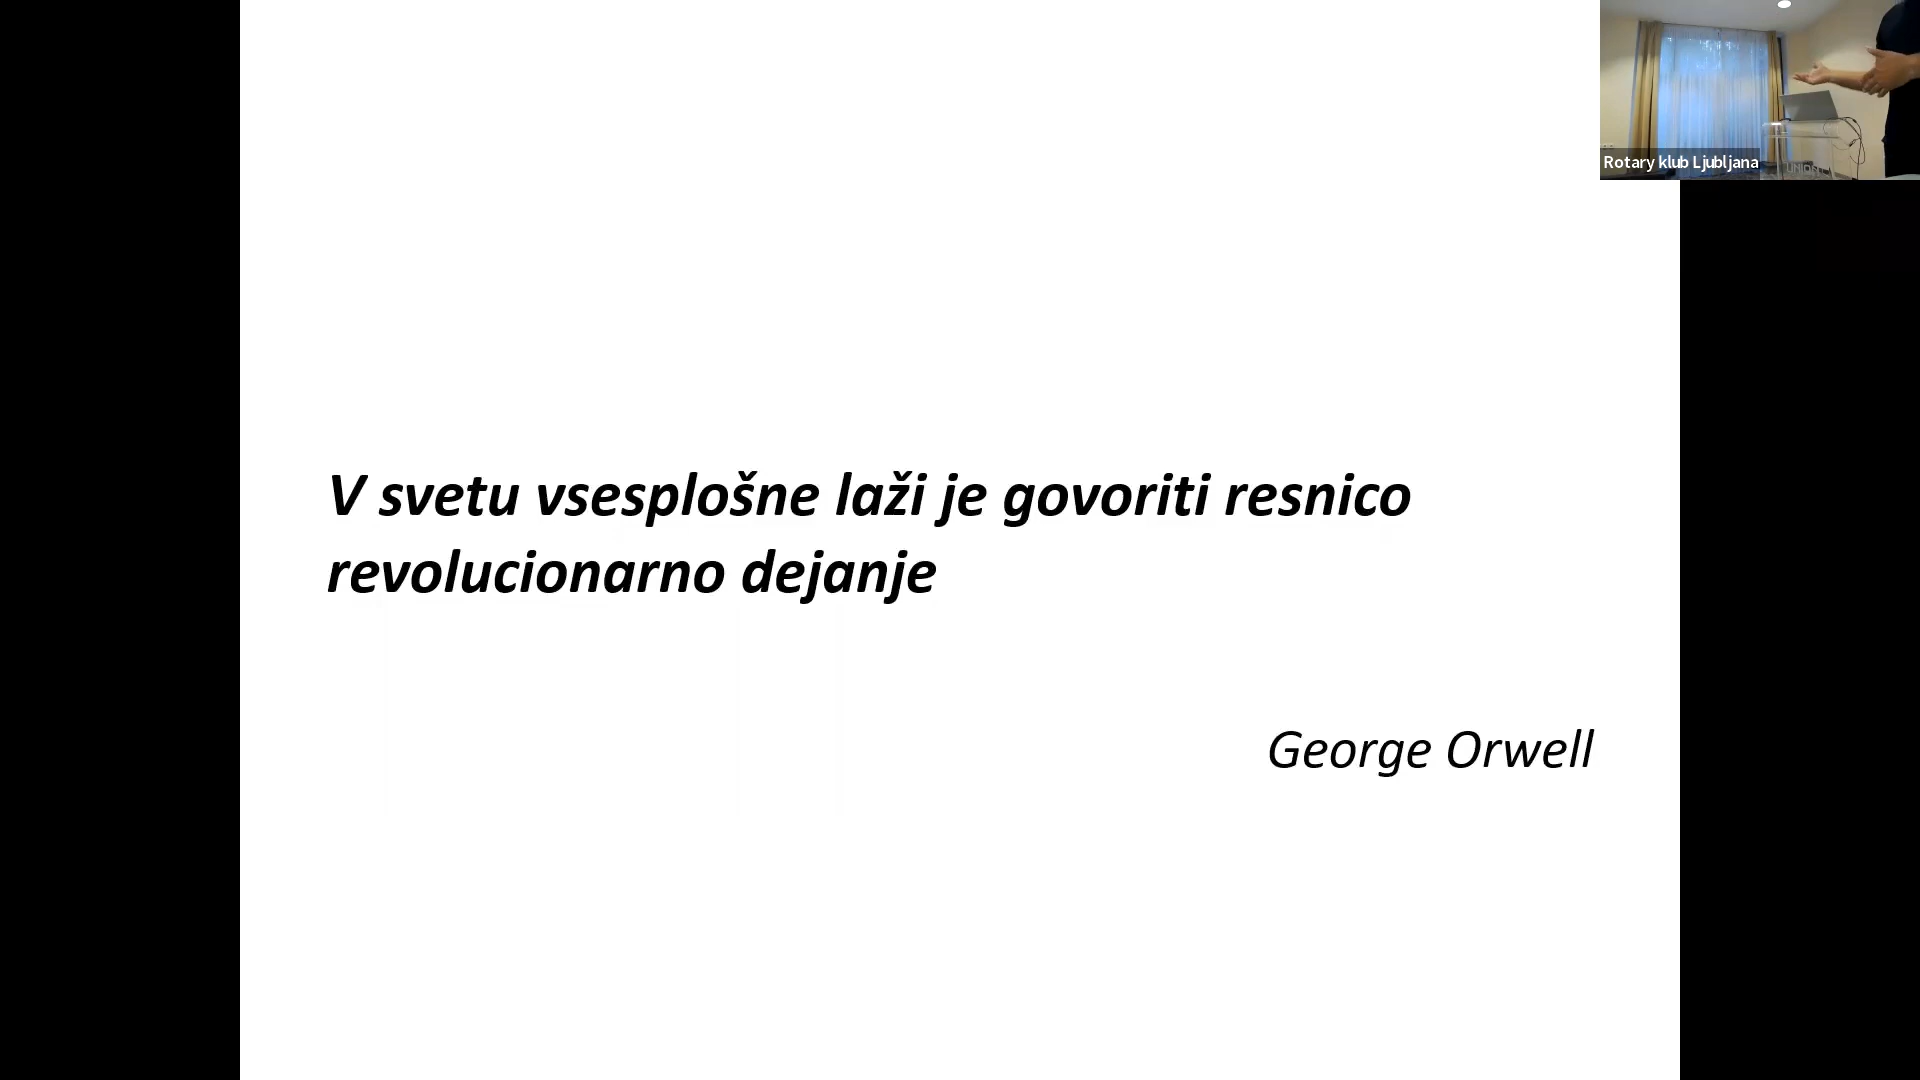 Rotary klub Ljubljana
V svetu vsesplošne laži je govoriti resnico
revolucionarno dejanje
George Orwell